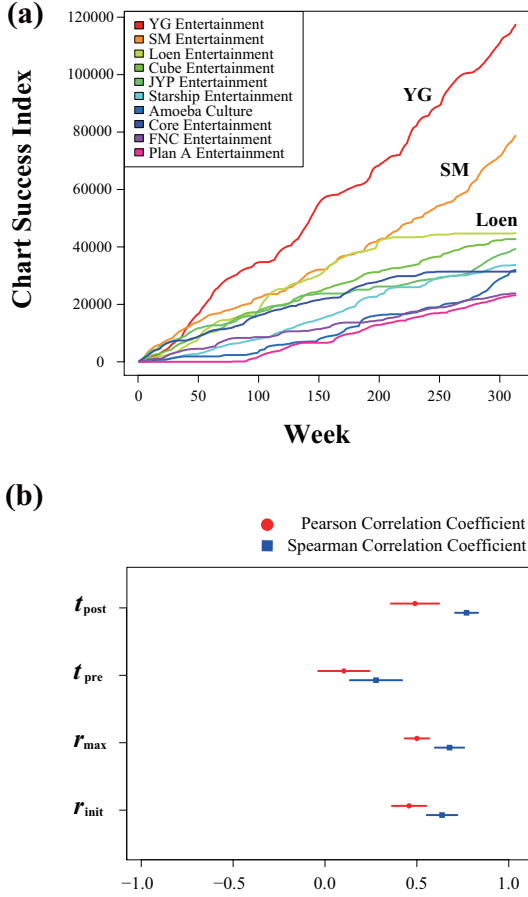 (a)
Chart Success Index
120000
100000
80000
60000
40000
20000
0
YG Entertainment
SM Entertainment
Loen Entertainment
Cube Entertainment
JYP Entertainment
Starship Entertainment
Amoeba Culture
Core Entertainment
FNC Entertainment
Plan A Entertainment
YG
SM
Loen
0 50 100 150 200 250 300
Week
(b)
Pearson Correlation Coefficient
Spearman Correlation Coefficient
tpost
tpre
rmax
rinit
−1.0 −0.5 0.0 0.5 1.0